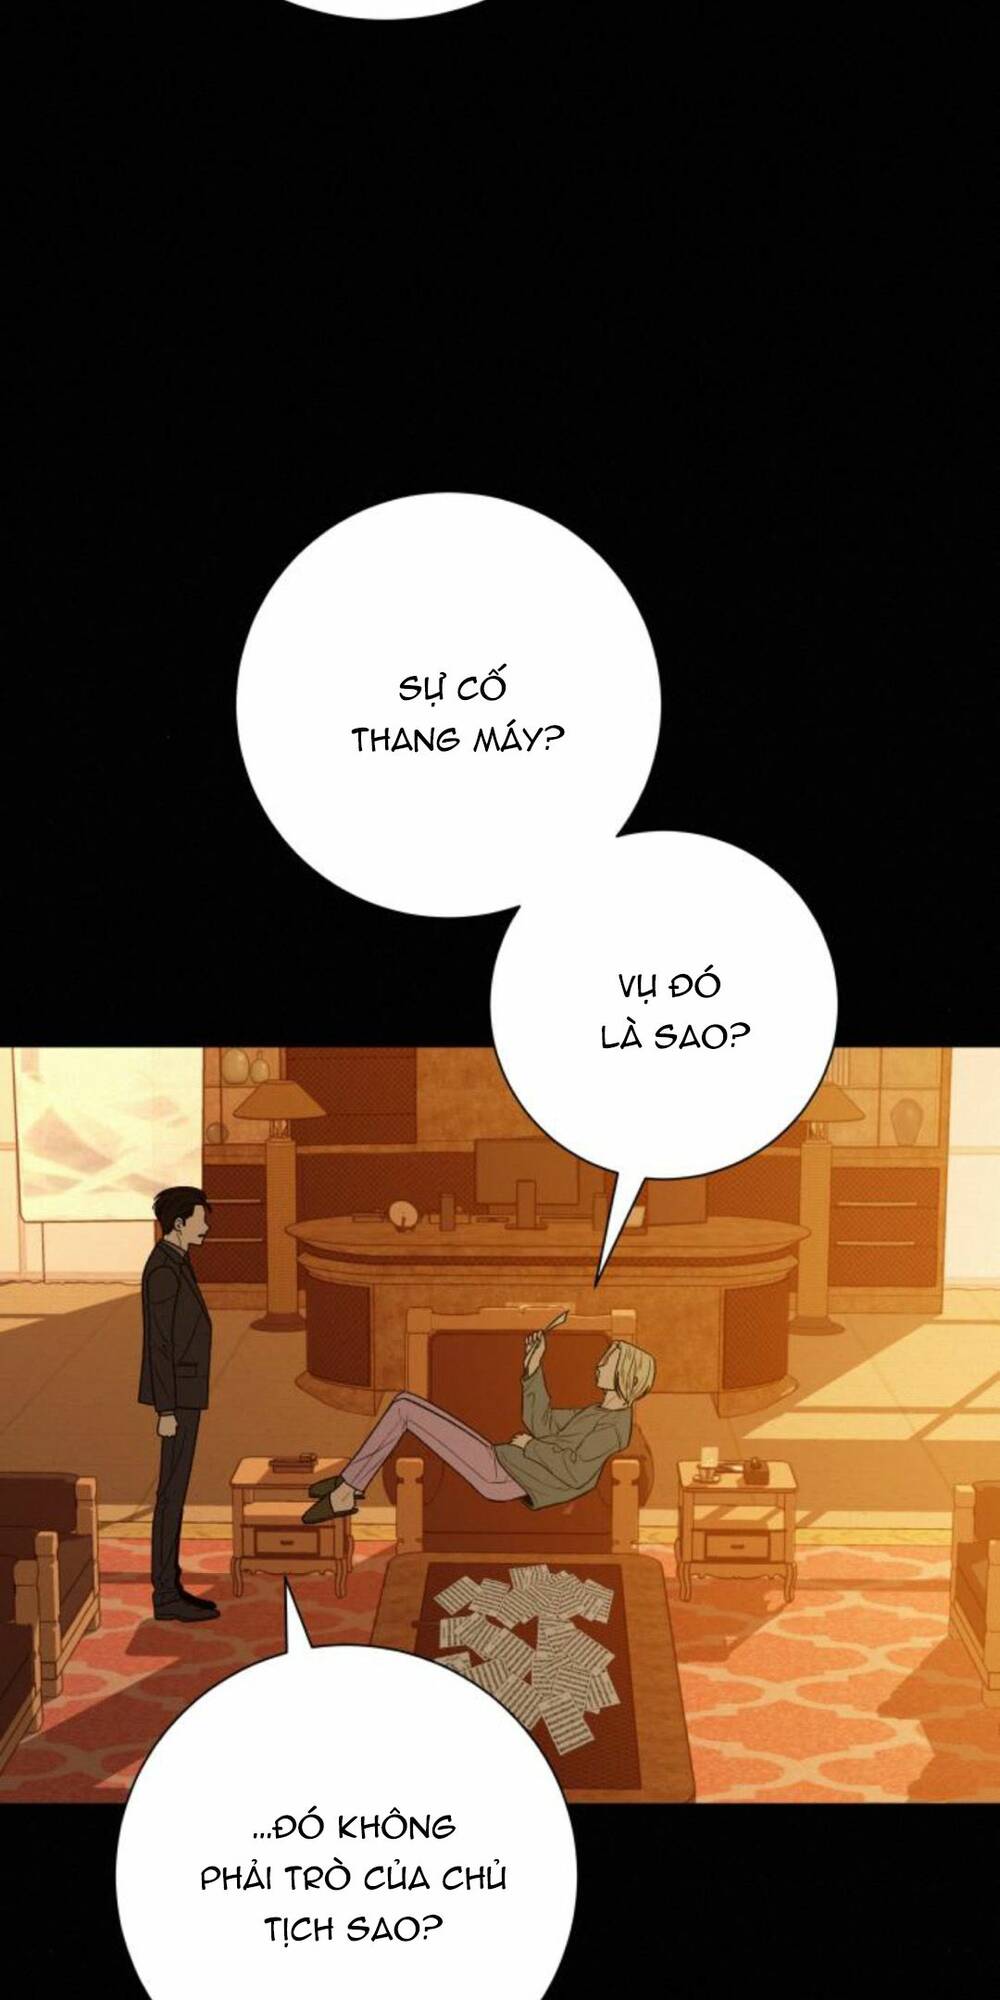 SỰ CỐ
THANG MÁY?
VỤ ĐÓ
LÀ SAO?
...ĐÓ KHÔNG
PHẢI TRÒ CỦA CHỦ
TỊCH SAO?